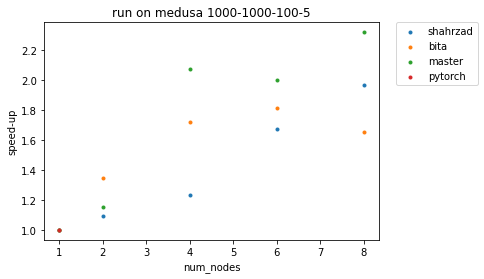 run on medusa 1000-1000-100-5
shahrzad
bita
master
pytorch
speed-up
2.2
2.0
1.8
1.6
1.4
1.2
1.0
1 2 3 4 5 6 7 8
num_nodes